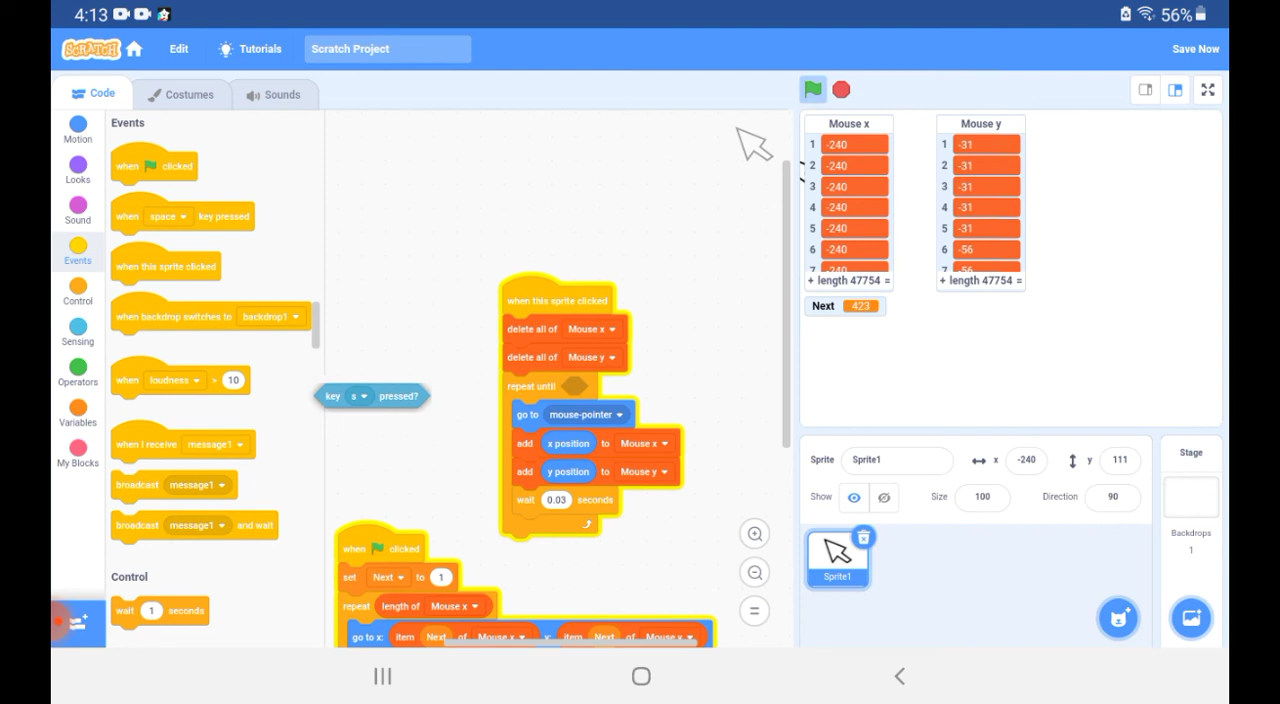 4:13
56%
SCRATCH
Edit
Tutorials
Scratch Project
Save Now
Code
Costumes
Sounds
Motion
Looks
Sound
Events
Control
Sensing
Operators
Variables
My Blocks
Events
when clicked
when space key pressed
when this sprite clicked
when backdrop switches to backdrop1
when loudness > 10
when I receive message1
broadcast message1
broadcast message1 and wait
Control
wait 1 seconds
key s pressed?
when this sprite clicked
delete all of Mouse x
delete all of Mouse y
repeat until
go to mouse-pointer
add x position to Mouse x
add y position to Mouse y
wait 0.03 seconds
when clicked
set Next to 1
repeat length of Mouse x
go to x: item Next of Mouse x y: item Next of Mouse y
Mouse x
1 -240
2 -240
3 -240
4 -240
5 -240
6 -240
7 -240
+ length 47754 =
Mouse y
1 -31
2 -31
3 -31
4 -31
5 -31
6 -56
7 -56
+ length 47754 =
Next 423
Sprite Sprite1 x -240 y 111
Show Size 100 Direction 90
Sprite1
Stage
Backdrops
1